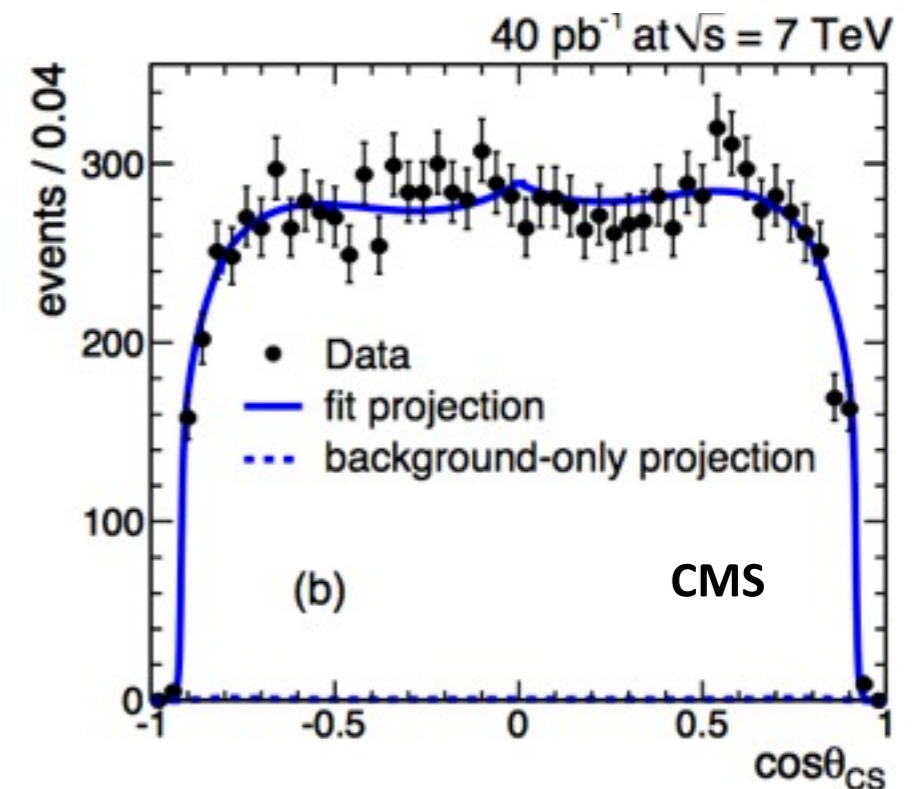 40 pb⁻¹ at √s = 7 TeV
events / 0.04
300
200
100
0
Data
fit projection
background-only projection
(b)
CMS
-1
-0.5
0
0.5
1
cosθCS